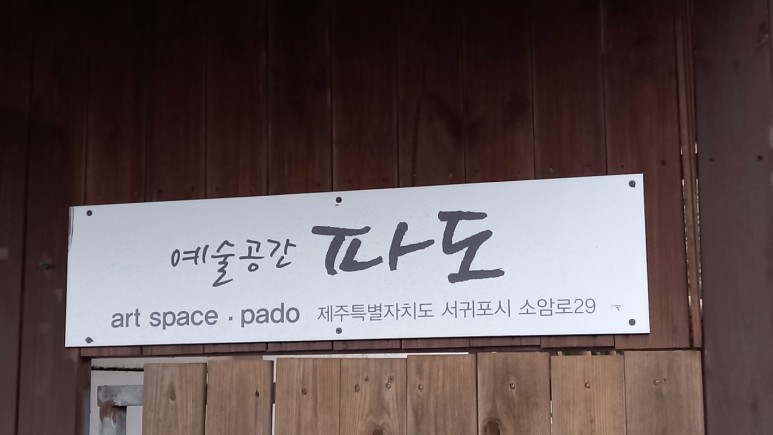 예술공간 파도
art space · pado 제주특별자치도 서귀포시 소암로29